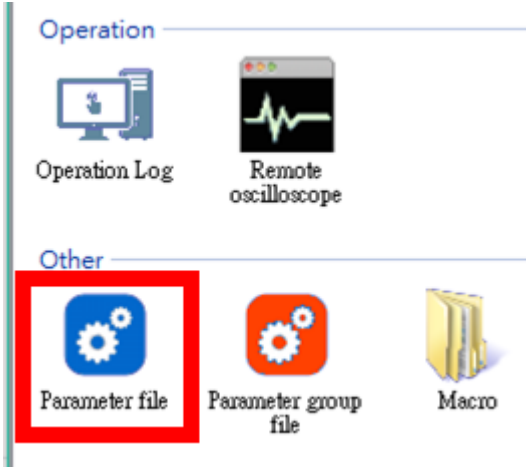 Operation
Operation Log
Remote
oscilloscope
Other
Parameter file
Parameter group
file
Macro